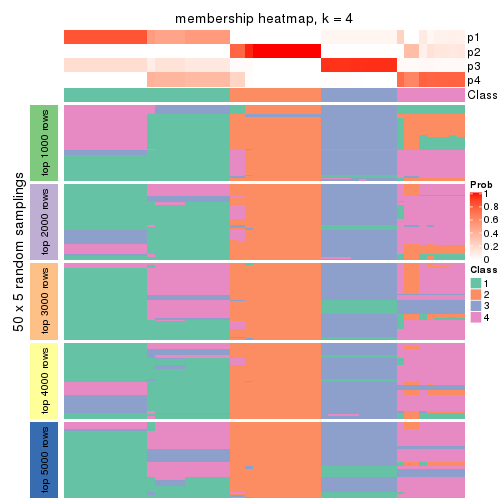 membership heatmap, k = 4
p1
p2
p3
p4
Class
50 x 5 random samplings
top 1000 rows
top 2000 rows
top 3000 rows
top 4000 rows
top 5000 rows
Prob
1
0.8
0.6
0.4
0.2
0
Class
1
2
3
4